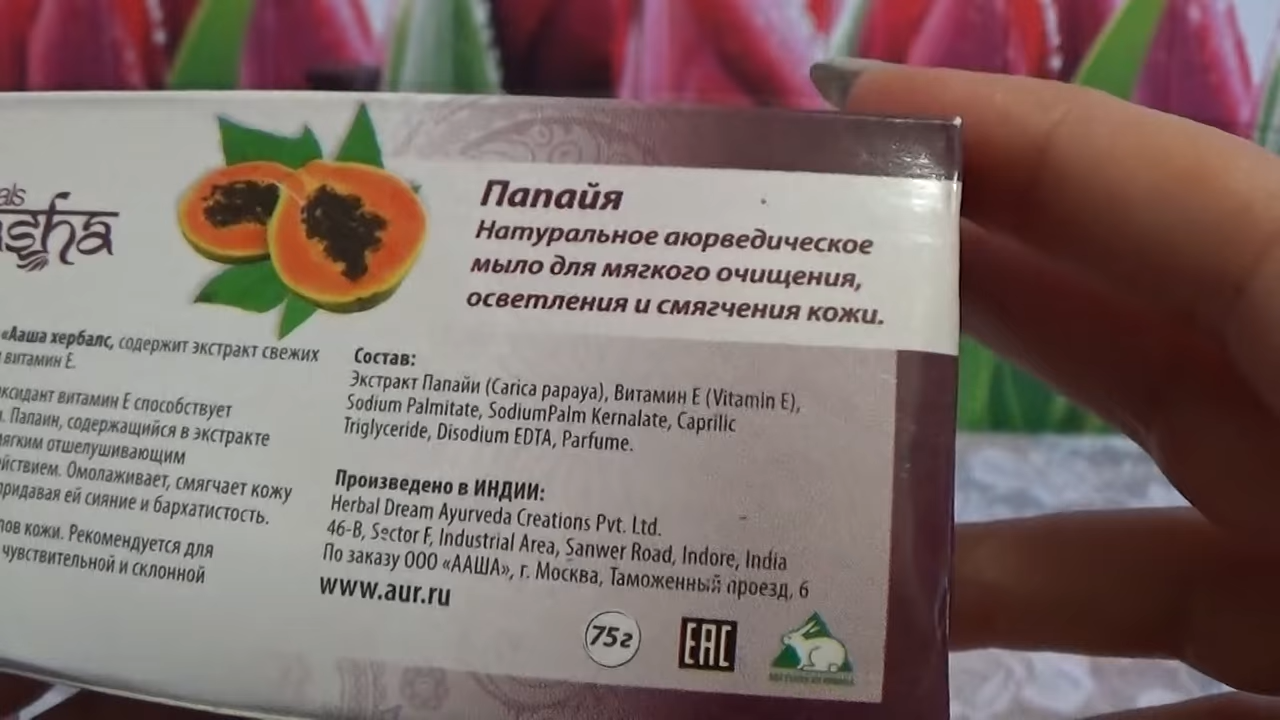 als
asha
Папайя
Натуральное аюрведическое
мыло для мягкого очищения,
осветления и смягчения кожи.
«Ааша хербалс, содержит экстракт свежих
витамин Е.
ксидант витамин Е способствует
. Папаин, содержащийся в экстракте
мягким отшелушивающим
йствием. Омолаживает, смягчает кожу
придавая ей сияние и бархатистость.
пов кожи. Рекомендуется для
чувствительной и склонной
Состав:
Экстракт Папайи (Carica papaya), Витамин Е (Vitamin E),
Sodium Palmitate, SodiumPalm Kernalate, Caprilic
Triglyceride, Disodium EDTA, Parfume.
Произведено в ИНДИИ:
Herbal Dream Ayurveda Creations Pvt. Ltd.
46-B, Sector F, Industrial Area, Sanwer Road, Indore, India
По заказу ООО «ААША», г. Москва, Таможенный проезд, 6
www.aur.ru
75г
EAC